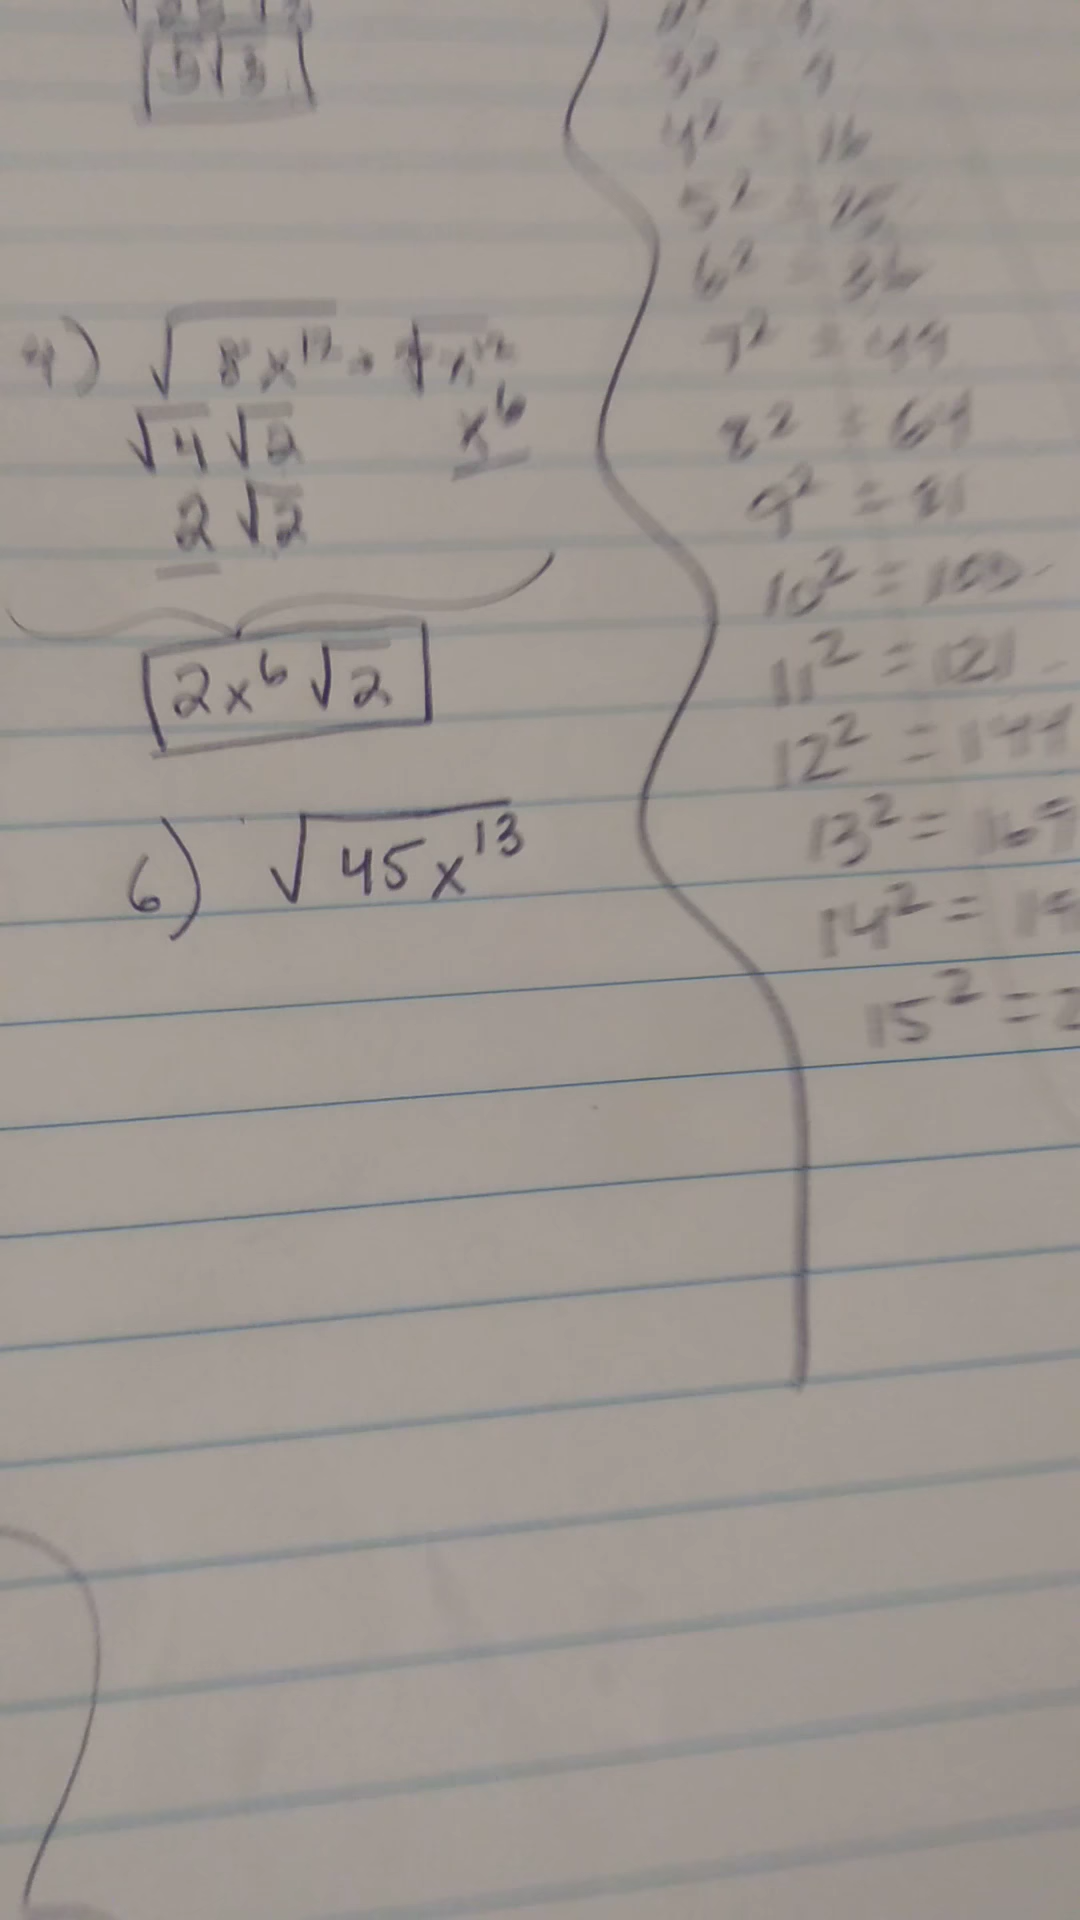 5√3
4) √8x¹² • √x¹²
√4 √2 x⁶
2 √2
2x⁶ √2
6) √45x¹³
3² = 9
4² = 16
5² = 25
6² = 36
7² = 49
8² = 64
9² = 81
10² = 100
11² = 121
12² = 144
13² = 169
14² = 19
15² = 2